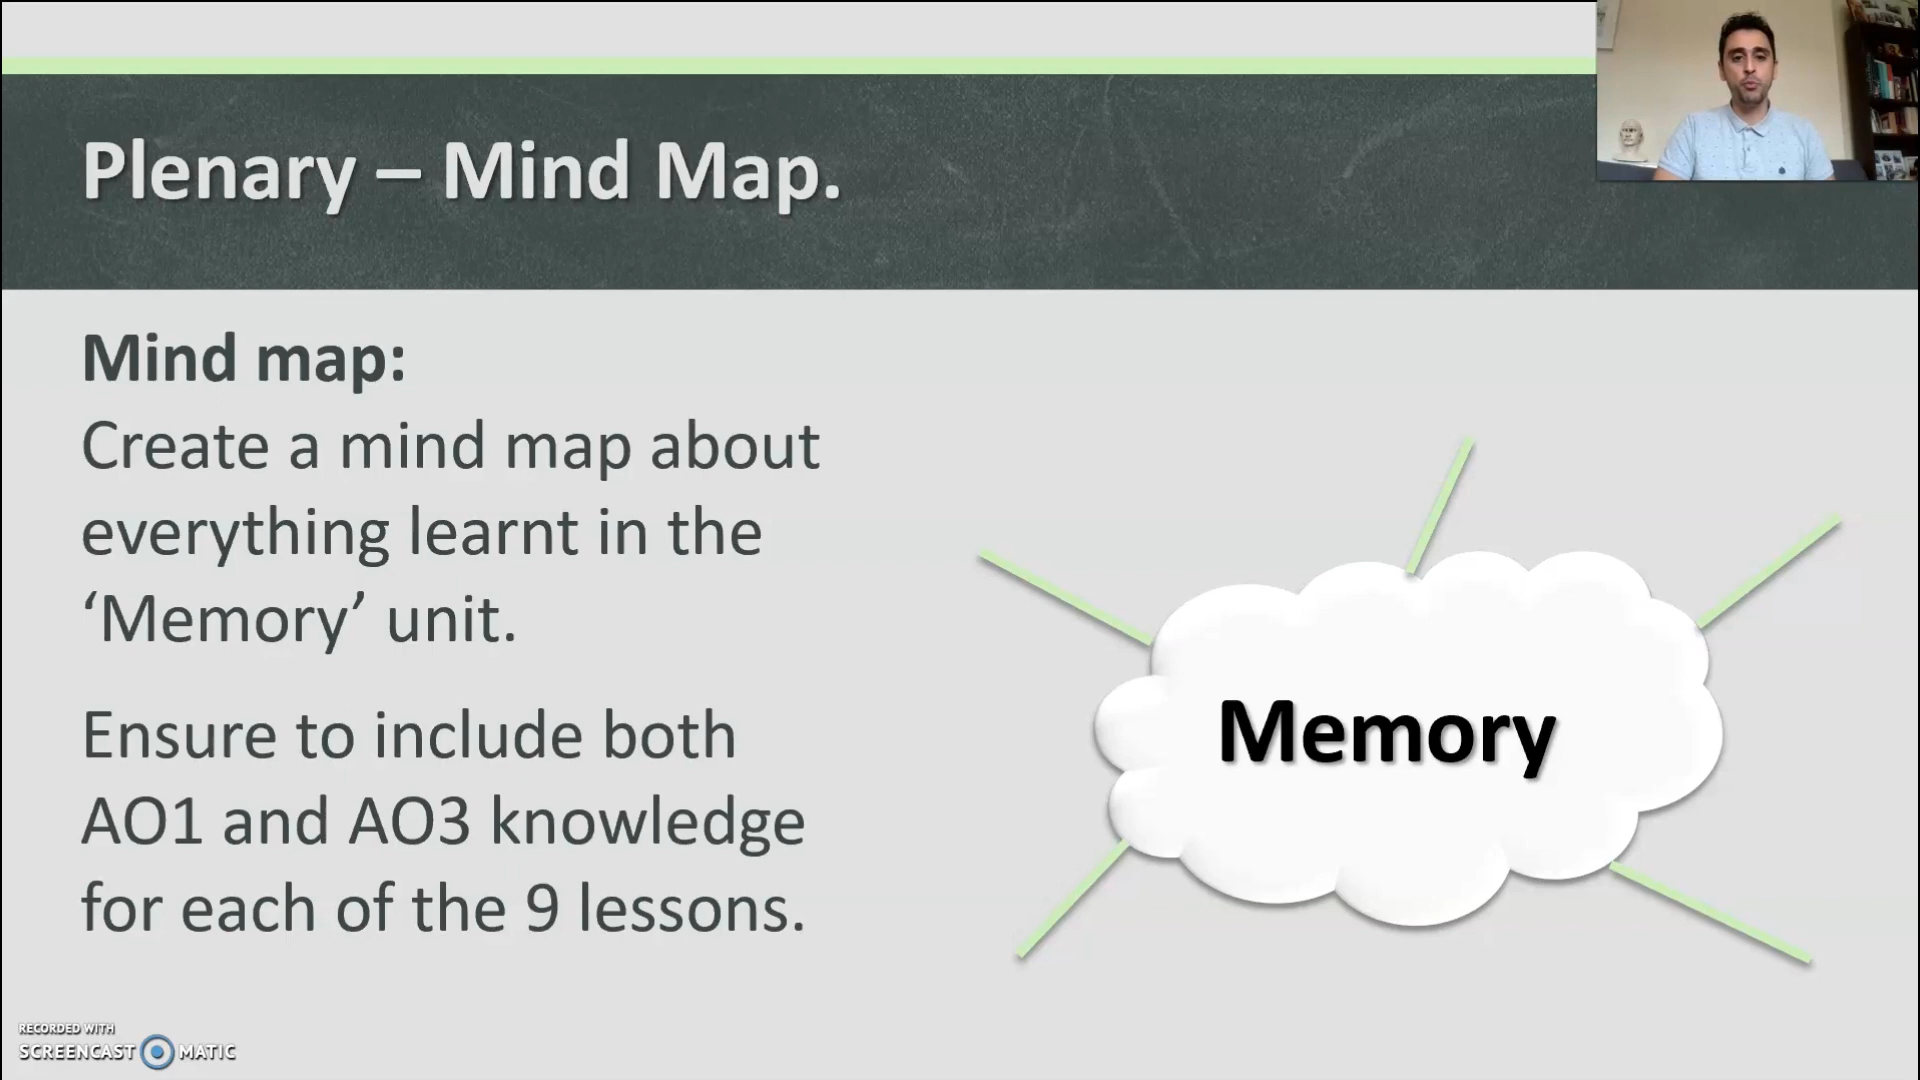 Plenary – Mind Map.
Mind map:
Create a mind map about
everything learnt in the
‘Memory’ unit.
Ensure to include both
AO1 and AO3 knowledge
for each of the 9 lessons.
Memory
RECORDED WITH
SCREENCAST MATIC